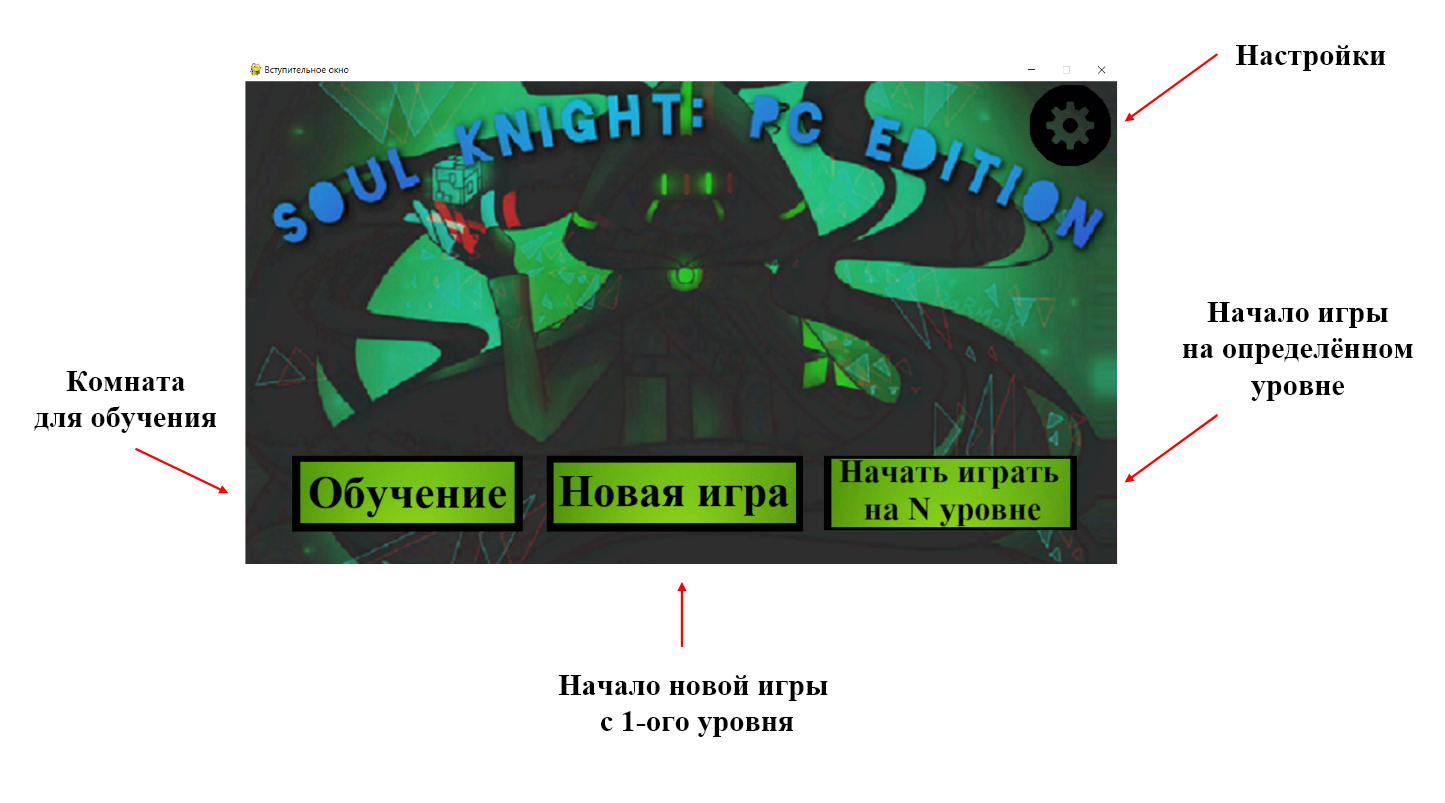 Настройки
Вступительное окно
SOUL KNIGHT: PC EDITION
Начало игры
на определённом
уровне
Комната
для обучения
Обучение
Новая игра
Начать играть
на N уровне
Начало новой игры
с 1-ого уровня